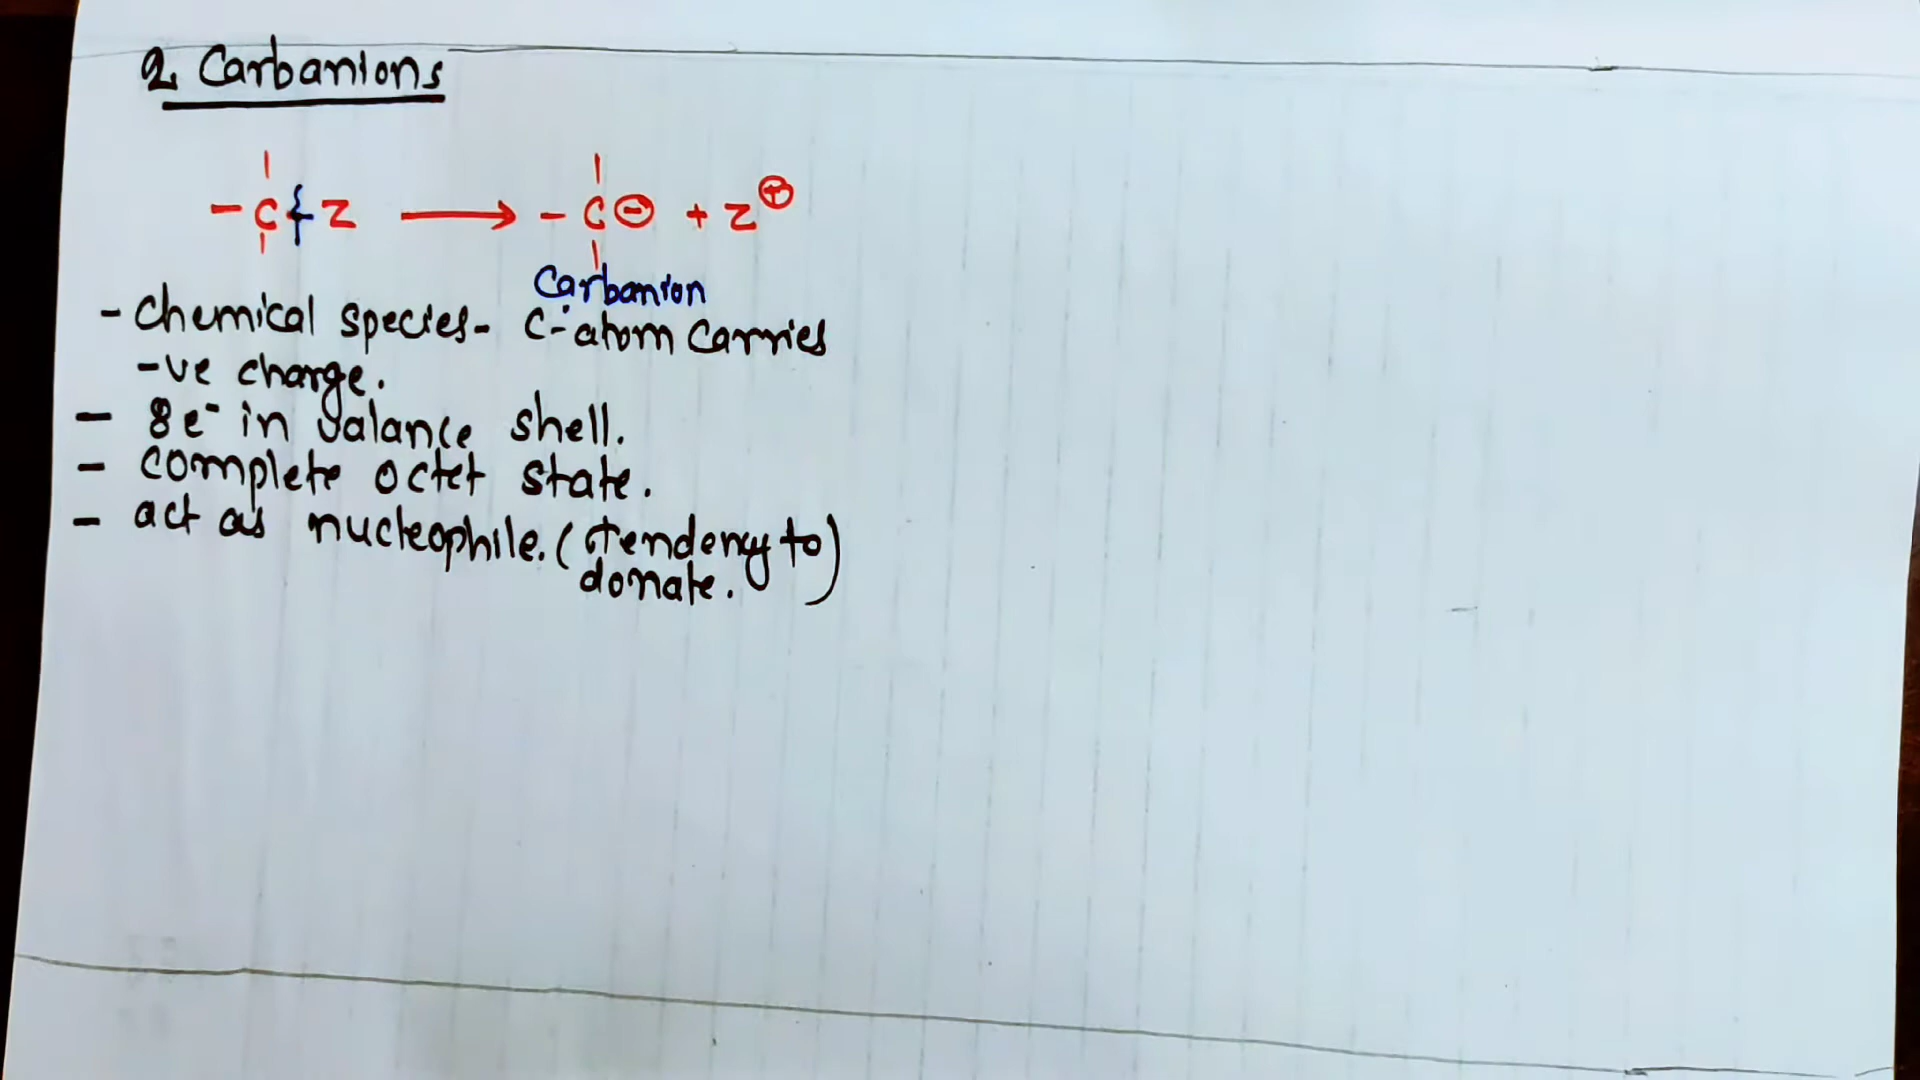 2. Carbanions
- C - Z ⟶ - C ⊖ + Z ⊕
Carbanion
- chemical species - C-atom carries
-ve charge.
- 8e⁻ in valance shell.
- complete octet state.
- act as nucleophile. (tendency to)
donate.